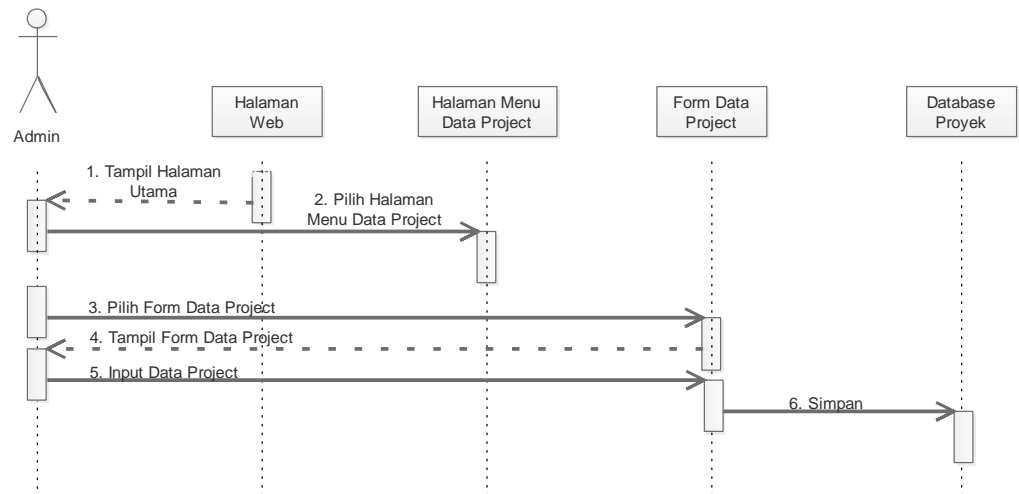 Admin
Halaman
Web
Halaman Menu
Data Project
Form Data
Project
Database
Proyek
1. Tampil Halaman
Utama
2. Pilih Halaman
Menu Data Project
3. Pilih Form Data Project
4. Tampil Form Data Project
5. Input Data Project
6. Simpan